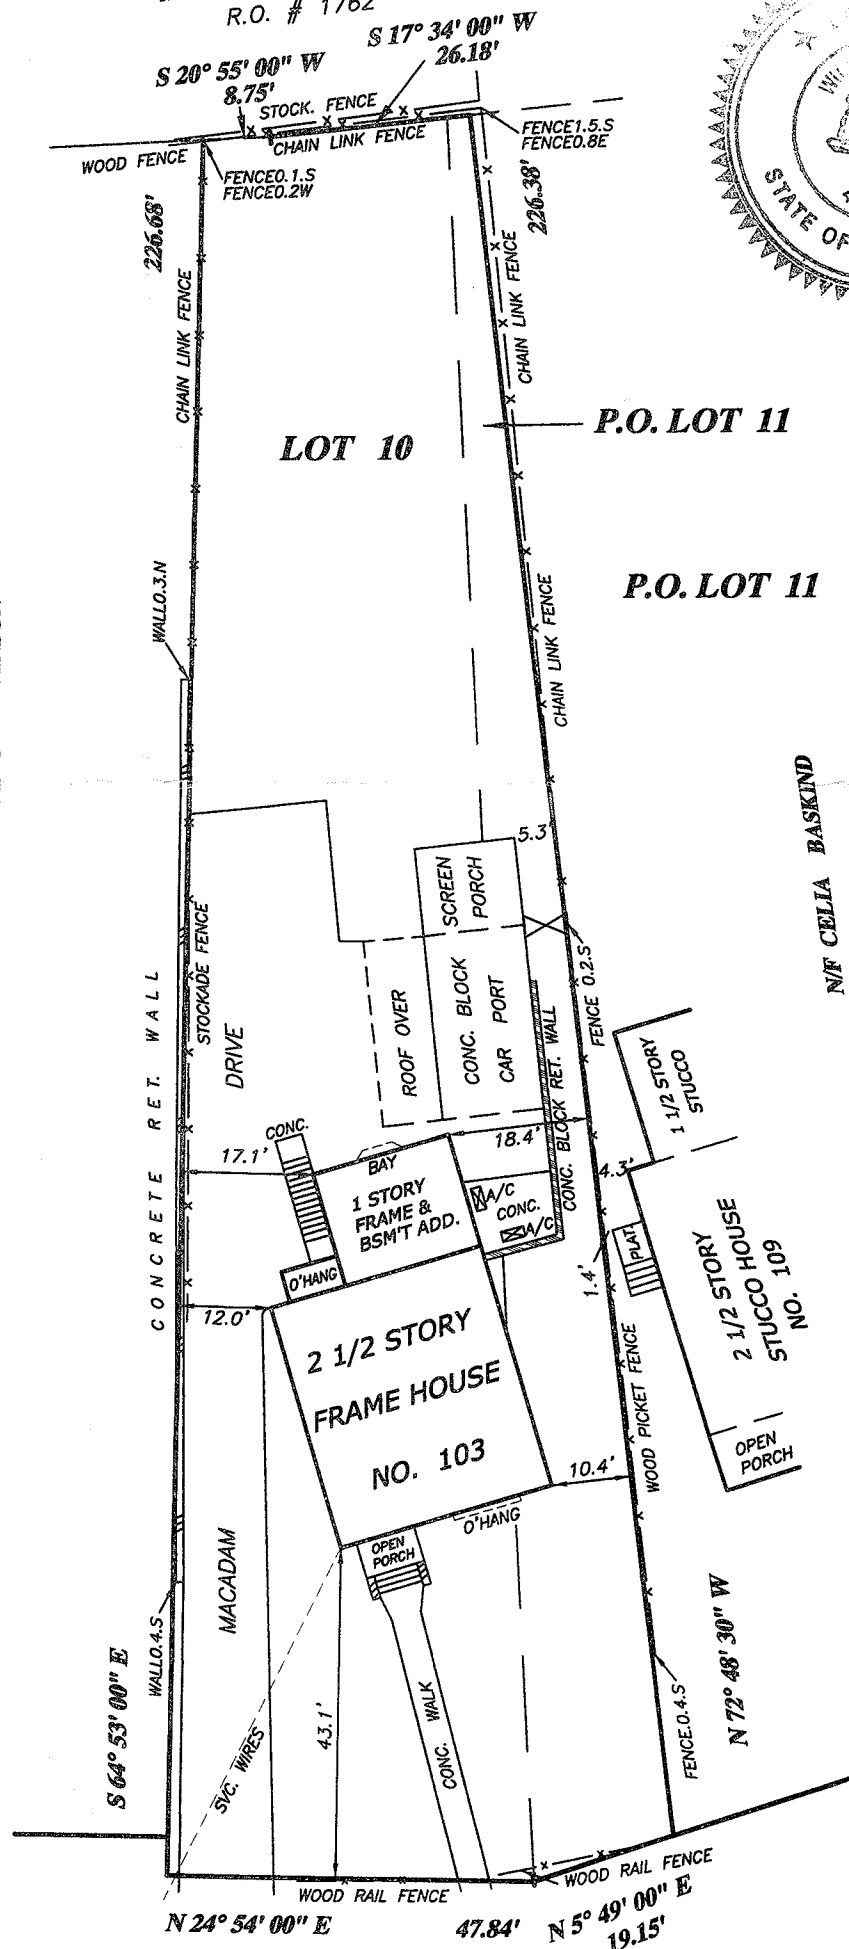 R.O. # 1762
S 17° 34' 00" W
26.18'
S 20° 55' 00" W
8.75'
STOCK. FENCE
CHAIN LINK FENCE
WOOD FENCE
FENCE1.5.S
FENCE0.8E
FENCE0.1.S
FENCE0.2W
226.68'
226.38'
STATE OF
CHAIN LINK FENCE
CHAIN LINK FENCE
LOT 10
P.O. LOT 11
P.O. LOT 11
WALL0.3.N
CHAIN LINK FENCE
N/F CELIA BASKIND
5.3'
SCREEN
PORCH
STOCKADE FENCE
CONCRETE RET. WALL
DRIVE
ROOF OVER
CONC. BLOCK
CAR PORT
CONC. BLOCK RET. WALL
FENCE 0.2.S
1 1/2 STORY
STUCCO
CONC.
17.1'
BAY
18.4'
4.3'
1 STORY
FRAME &
BSM'T ADD.
A/C
CONC.
A/C
O'HANG
PLAT.
1.4'
2 1/2 STORY
STUCCO HOUSE
NO. 109
12.0'
2 1/2 STORY
FRAME HOUSE
NO. 103
WOOD PICKET FENCE
OPEN
PORCH
10.4'
O'HANG
OPEN
PORCH
MACADAM
WALL0.4.S
S 64° 53' 00" E
SVC. WIRES
43.1'
CONC. WALK
FENCE.0.4.S
N 72° 48' 30" W
WOOD RAIL FENCE
WOOD RAIL FENCE
N 24° 54' 00" E
47.84'
N 5° 49' 00" E
19.15'